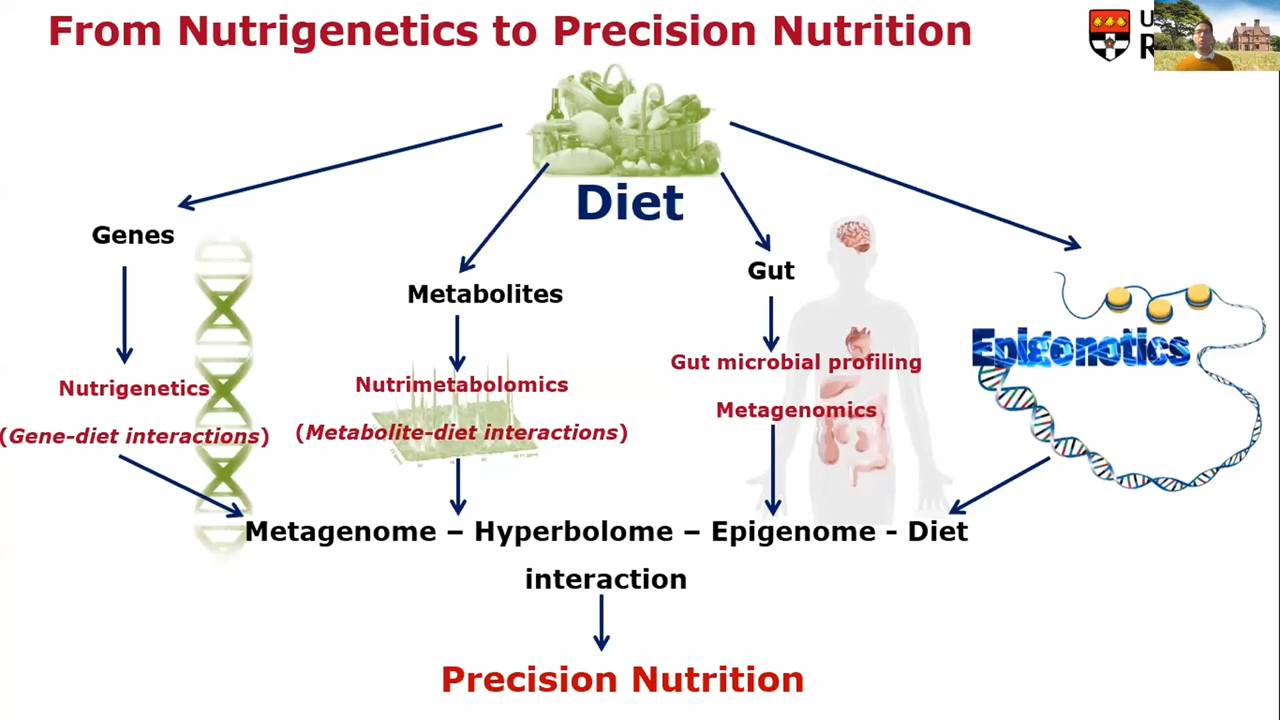 From Nutrigenetics to Precision Nutrition
U
R
Diet
Genes
Metabolites
Gut
Nutrigenetics
(Gene-diet interactions)
Nutrimetabolomics
(Metabolite-diet interactions)
Gut microbial profiling
Metagenomics
Epigenetics
Metagenome – Hyperbolome – Epigenome - Diet
interaction
Precision Nutrition